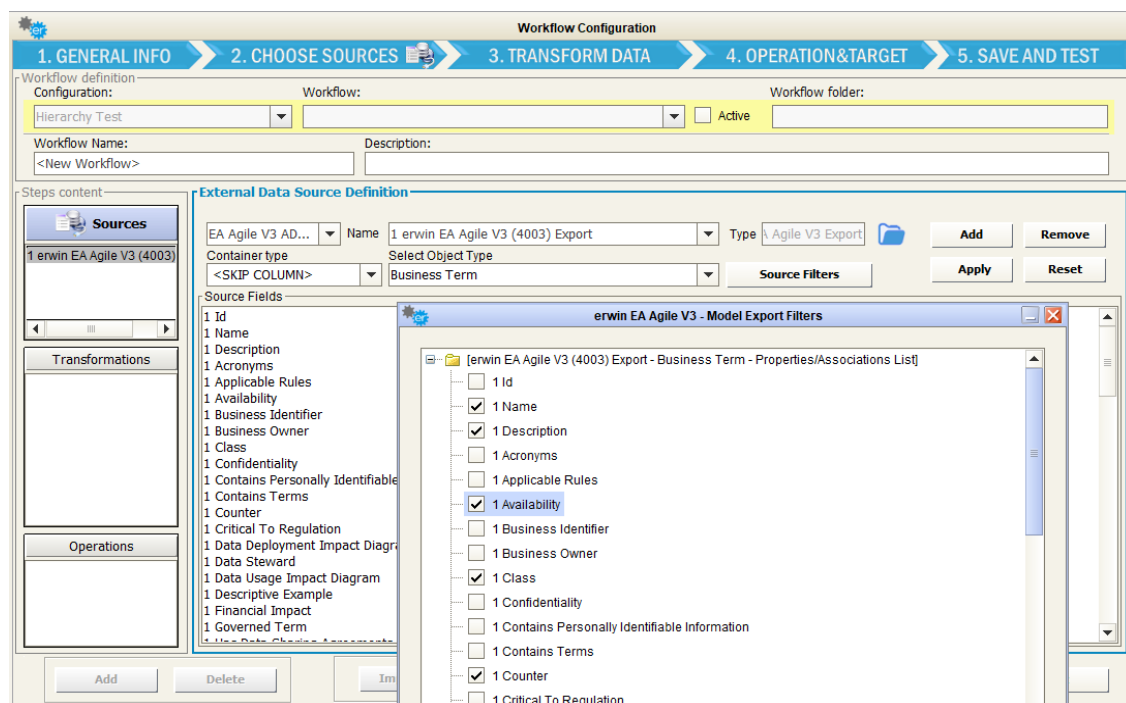 Workflow Configuration
1. GENERAL INFO
2. CHOOSE SOURCES
3. TRANSFORM DATA
4. OPERATION&TARGET
5. SAVE AND TEST
Workflow definition
Configuration: Workflow: Workflow folder:
Hierarchy Test Active
Workflow Name: Description:
<New Workflow>
Steps content
Sources
1 erwin EA Agile V3 (4003)
Transformations
Operations
External Data Source Definition
EA Agile V3 AD... Name 1 erwin EA Agile V3 (4003) Export Type Agile V3 Export Add Remove
Container type Select Object Type
<SKIP COLUMN> Business Term Source Filters Apply Reset
Source Fields
1 Id
1 Name
1 Description
1 Acronyms
1 Applicable Rules
1 Availability
1 Business Identifier
1 Business Owner
1 Class
1 Confidentiality
1 Contains Personally Identifiable
1 Contains Terms
1 Counter
1 Critical To Regulation
1 Data Deployment Impact Diagra
1 Data Steward
1 Data Usage Impact Diagram
1 Descriptive Example
1 Financial Impact
1 Governed Term
erwin EA Agile V3 - Model Export Filters
[erwin EA Agile V3 (4003) Export - Business Term - Properties/Associations List]
1 Id
1 Name
1 Description
1 Acronyms
1 Applicable Rules
1 Availability
1 Business Identifier
1 Business Owner
1 Class
1 Confidentiality
1 Contains Personally Identifiable Information
1 Contains Terms
1 Counter
1 Critical To Regulation
Add Delete Im